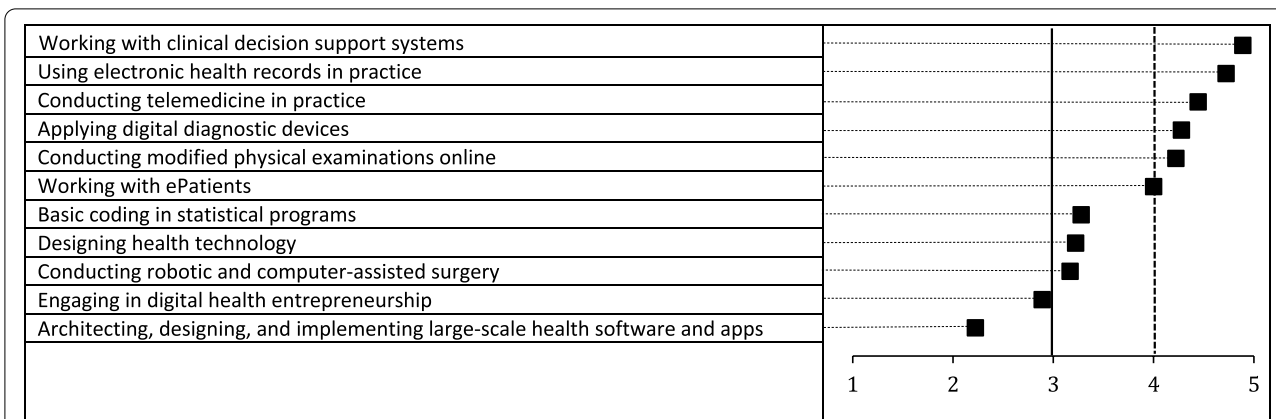 Working with clinical decision support systems
Using electronic health records in practice
Conducting telemedicine in practice
Applying digital diagnostic devices
Conducting modified physical examinations online
Working with ePatients
Basic coding in statistical programs
Designing health technology
Conducting robotic and computer-assisted surgery
Engaging in digital health entrepreneurship
Architecting, designing, and implementing large-scale health software and apps
1 2 3 4 5